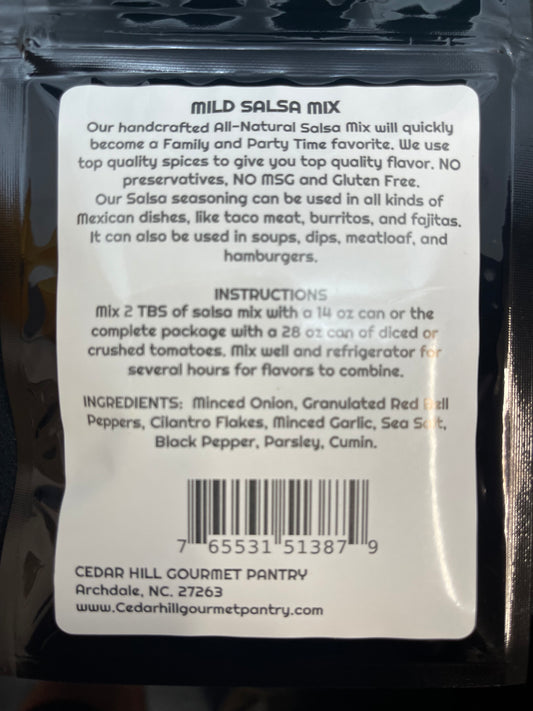 MILD SALSA MIX
Our handcrafted All-Natural Salsa Mix will quickly
become a Family and Party Time favorite. We use
top quality spices to give you top quality flavor. NO
preservatives, NO MSG and Gluten Free.
Our Salsa seasoning can be used in all kinds of
Mexican dishes, like taco meat, burritos, and fajitas.
It can also be used in soups, dips, meatloaf, and
hamburgers.
INSTRUCTIONS
Mix 2 TBS of salsa mix with a 14 oz can or the
complete package with a 28 oz can of diced or
crushed tomatoes. Mix well and refrigerator for
several hours for flavors to combine.
INGREDIENTS: Minced Onion, Granulated Red Bell
Peppers, Cilantro Flakes, Minced Garlic, Sea Salt,
Black Pepper, Parsley, Cumin.
7 65531 51387 9
CEDAR HILL GOURMET PANTRY
Archdale, NC. 27263
www.Cedarhillgourmetpantry.com